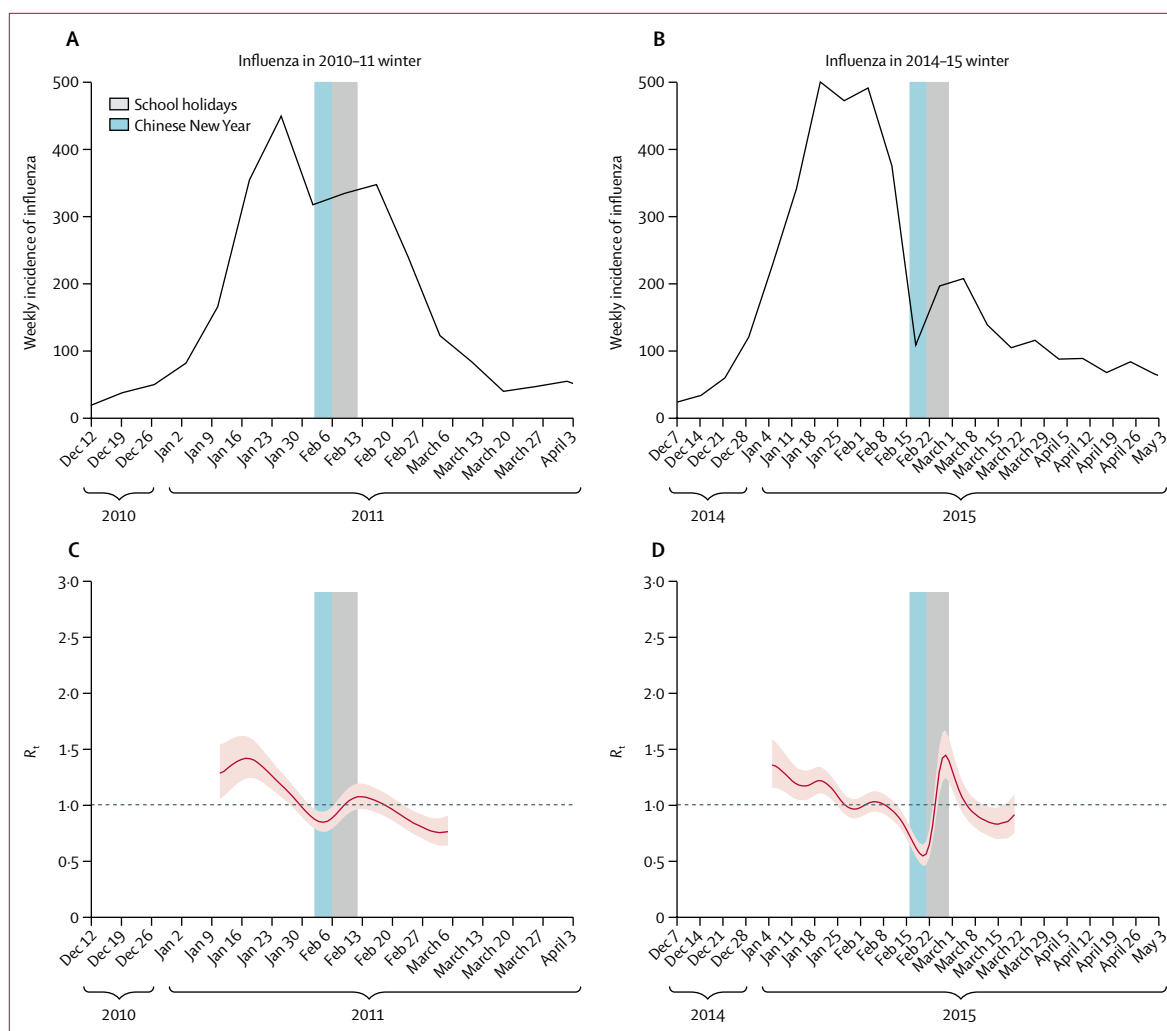 A
Influenza in 2010–11 winter
Weekly incidence of influenza
500
400
300
200
100
0
School holidays
Chinese New Year
Dec 12
Dec 19
Dec 26
Jan 2
Jan 9
Jan 16
Jan 23
Jan 30
Feb 6
Feb 13
Feb 20
Feb 27
March 6
March 13
March 20
March 27
April 3
2010
2011
B
Influenza in 2014–15 winter
Weekly incidence of influenza
500
400
300
200
100
0
Dec 7
Dec 14
Dec 21
Dec 28
Jan 4
Jan 11
Jan 18
Jan 25
Feb 1
Feb 8
Feb 15
Feb 22
March 1
March 8
March 15
March 22
March 29
April 5
April 12
April 19
April 26
May 3
2014
2015
C
Rt
3·0
2·5
2·0
1·5
1·0
0·5
0
Dec 12
Dec 19
Dec 26
Jan 2
Jan 9
Jan 16
Jan 23
Jan 30
Feb 6
Feb 13
Feb 20
Feb 27
March 6
March 13
March 20
March 27
April 3
2010
2011
D
Rt
3·0
2·5
2·0
1·5
1·0
0·5
0
Dec 7
Dec 14
Dec 21
Dec 28
Jan 4
Jan 11
Jan 18
Jan 25
Feb 1
Feb 8
Feb 15
Feb 22
March 1
March 8
March 15
March 22
March 29
April 5
April 12
April 19
April 26
May 3
2014
2015